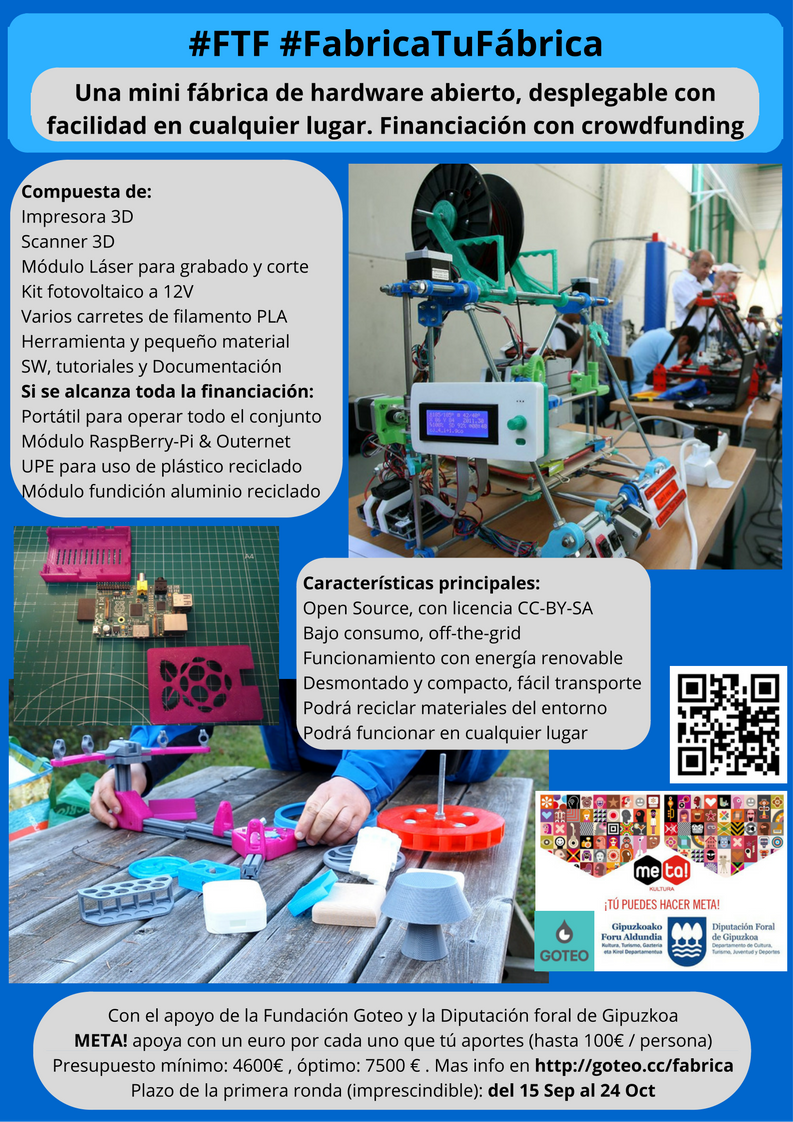 #FTF #FabricaTuFábrica
Una mini fábrica de hardware abierto, desplegable con
facilidad en cualquier lugar. Financiación con crowdfunding
Compuesta de:
Impresora 3D
Scanner 3D
Módulo Láser para grabado y corte
Kit fotovoltaico a 12V
Varios carretes de filamento PLA
Herramienta y pequeño material
SW, tutoriales y Documentación
Si se alcanza toda la financiación:
Portátil para operar todo el conjunto
Módulo RaspBerry-Pi & Outernet
UPE para uso de plástico reciclado
Módulo fundición aluminio reciclado
A4
Características principales:
Open Source, con licencia CC-BY-SA
Bajo consumo, off-the-grid
Funcionamiento con energía renovable
Desmontado y compacto, fácil transporte
Podrá reciclar materiales del entorno
Podrá funcionar en cualquier lugar
meta!
KULTURA
¡TÚ PUEDES HACER META!
GOTEO
Gipuzkoako
Foru Aldundia
Kultura, Turismo, Gazteria
eta Kirol Departamentua
Diputación Foral
de Gipuzkoa
Departamento de Cultura,
Turismo, Juventud y Deportes
Con el apoyo de la Fundación Goteo y la Diputación foral de Gipuzkoa
META! apoya con un euro por cada uno que tú aportes (hasta 100€ / persona)
Presupuesto mínimo: 4600€ , óptimo: 7500 € . Mas info en http://goteo.cc/fabrica
Plazo de la primera ronda (imprescindible): del 15 Sep al 24 Oct